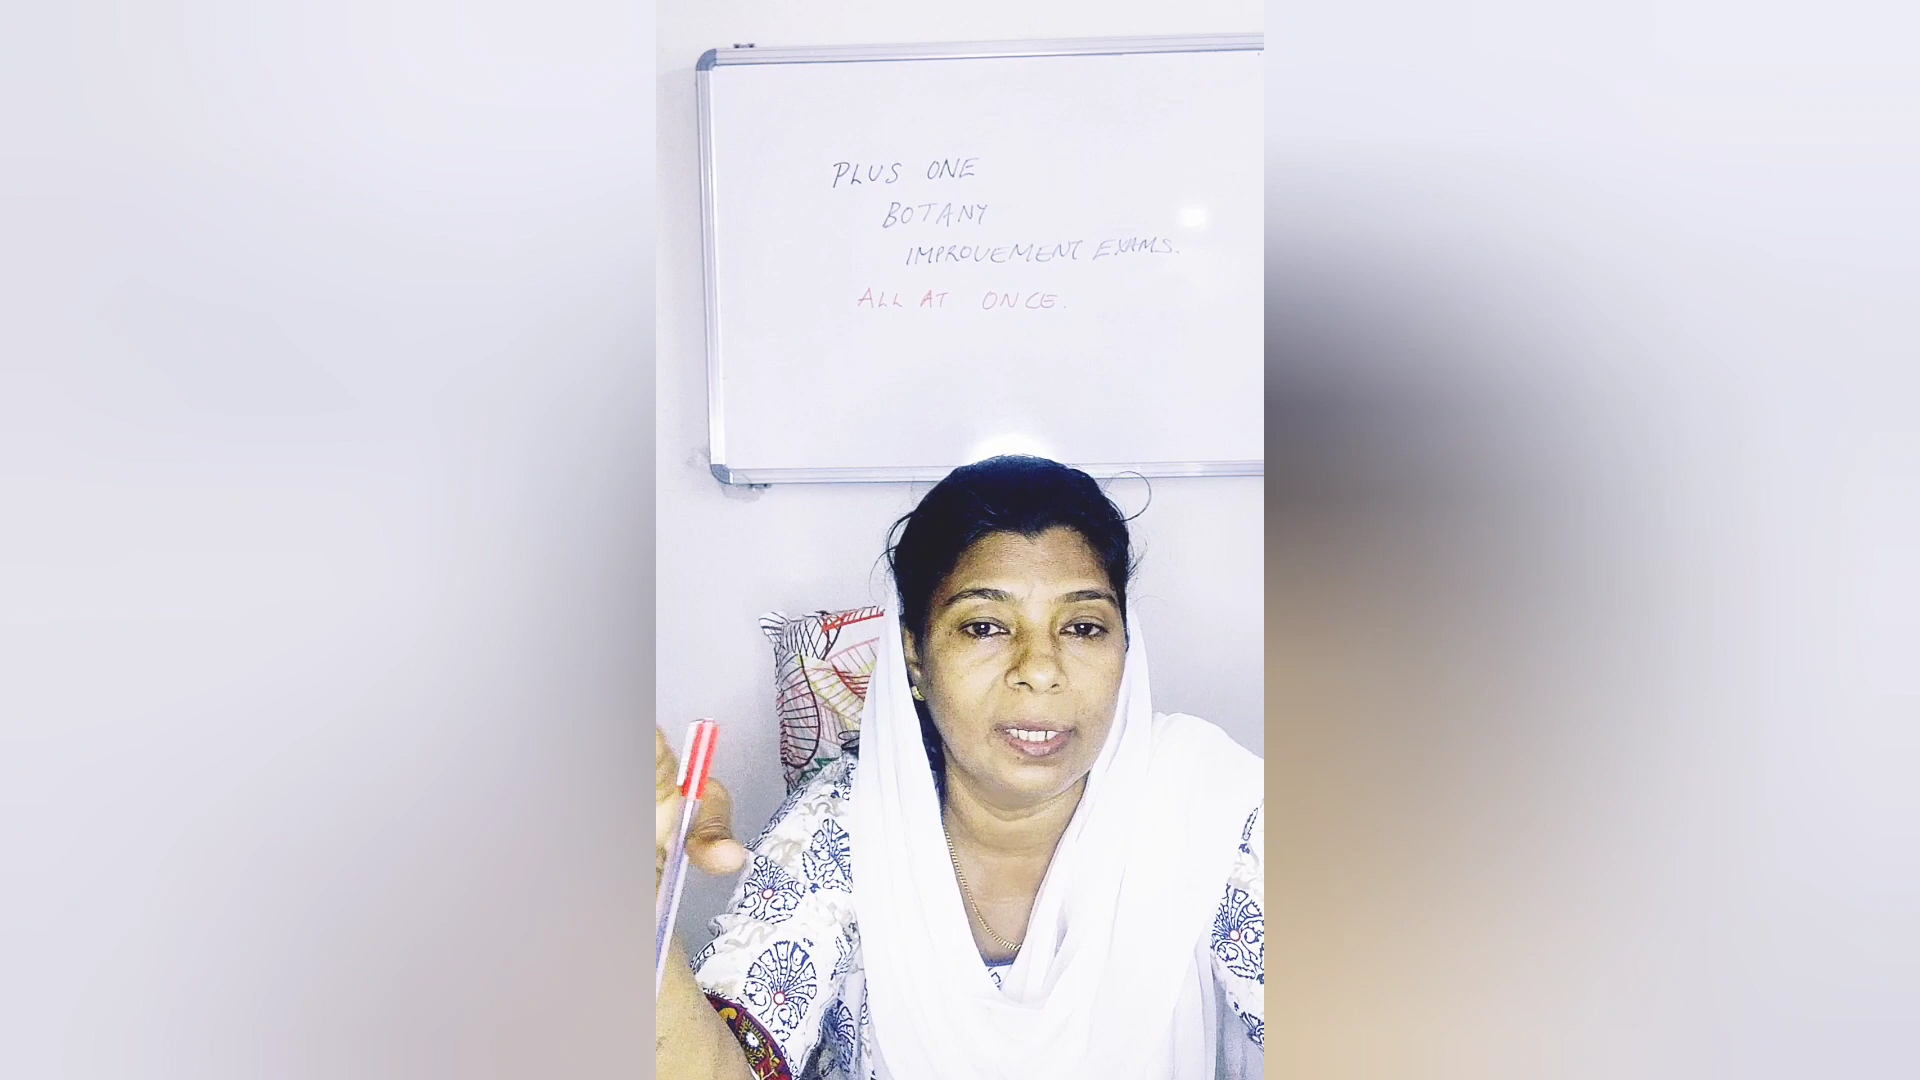 PLUS ONE
BOTANY
IMPROVEMENT EXAMS.
ALL AT ONCE.